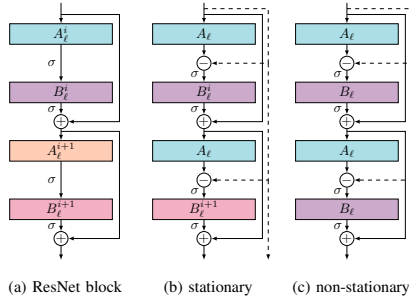 A_ℓ^i A_ℓ A_ℓ
σ − −
σ σ
B_ℓ^i B_ℓ^i B_ℓ
σ σ σ
+ + +
A_ℓ^{i+1} A_ℓ A_ℓ
σ − −
σ σ
B_ℓ^{i+1} B_ℓ^{i+1} B_ℓ
σ σ σ
+ + +
(a) ResNet block (b) stationary (c) non-stationary